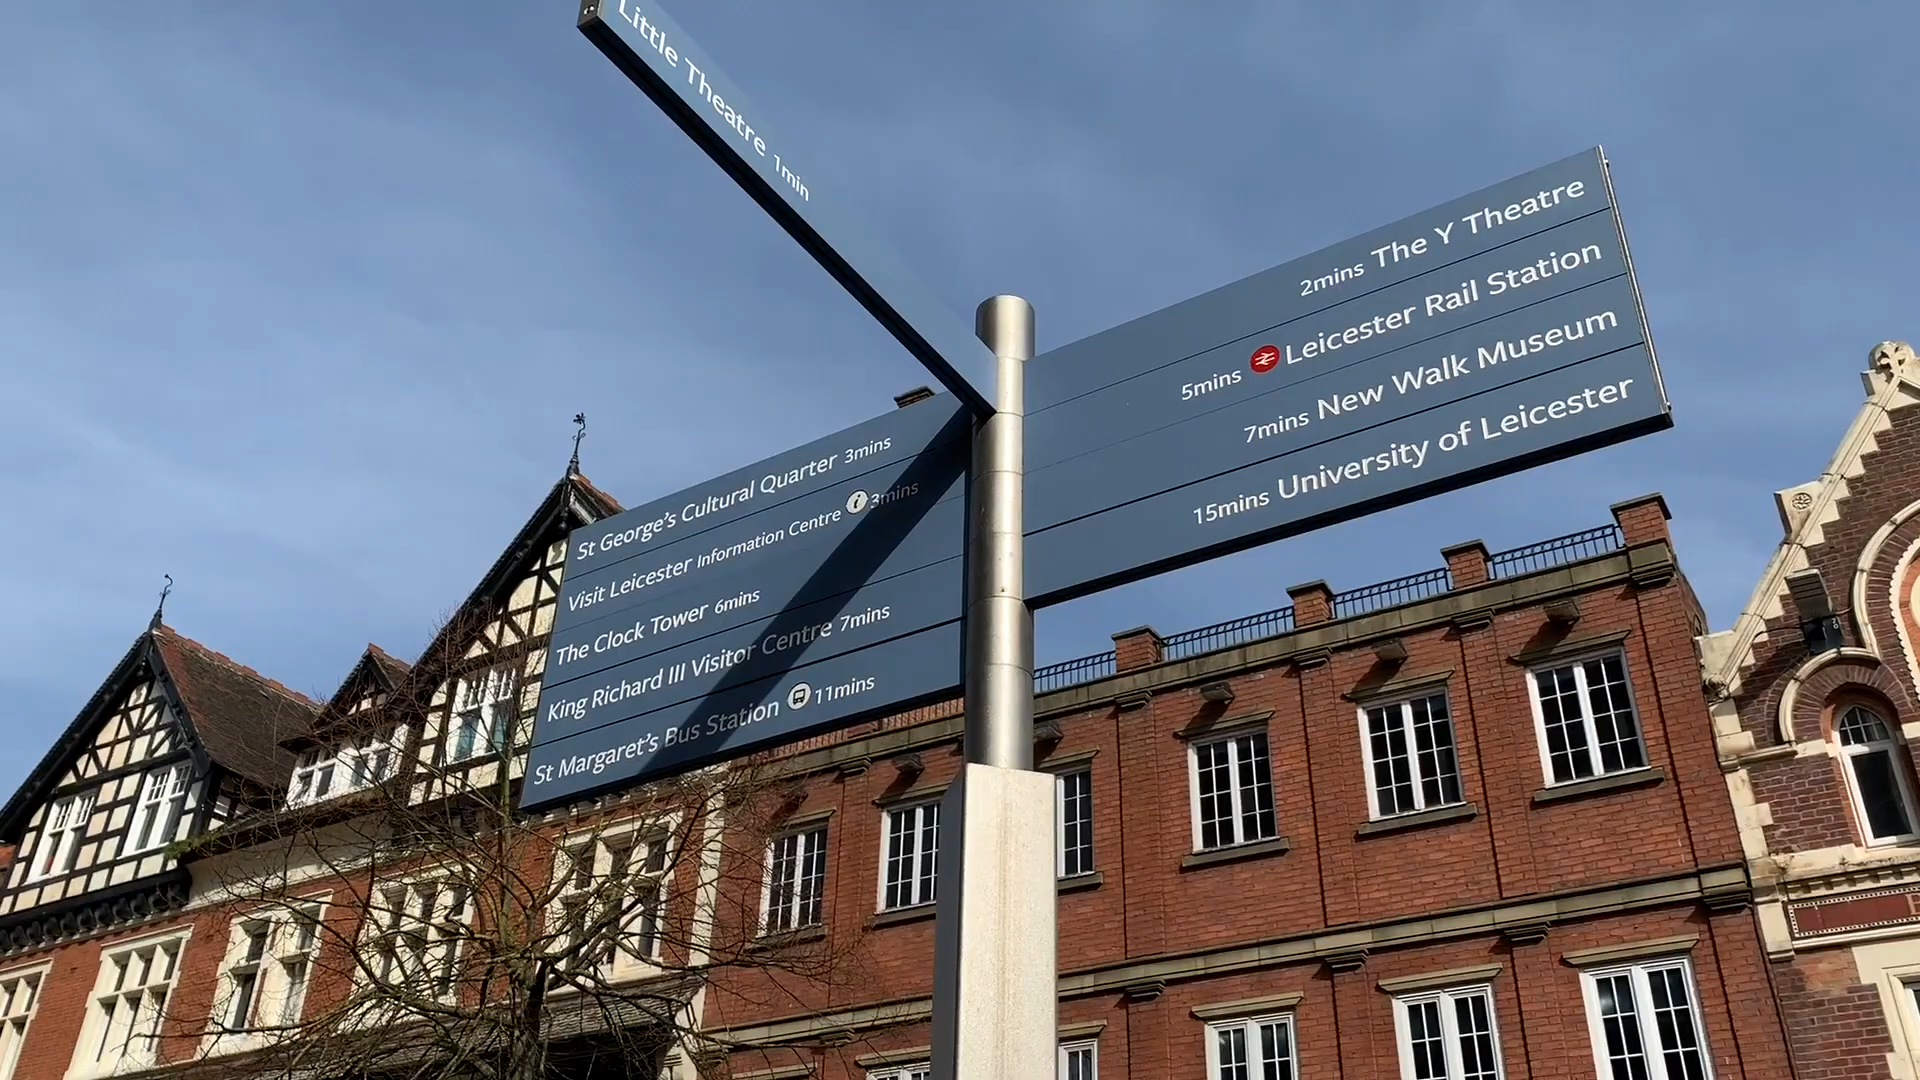 Little Theatre 1min
2mins The Y Theatre
5mins Leicester Rail Station
7mins New Walk Museum
15mins University of Leicester
St George's Cultural Quarter 3mins
Visit Leicester Information Centre i 3mins
The Clock Tower 6mins
King Richard III Visitor Centre 7mins
St Margaret's Bus Station 11mins